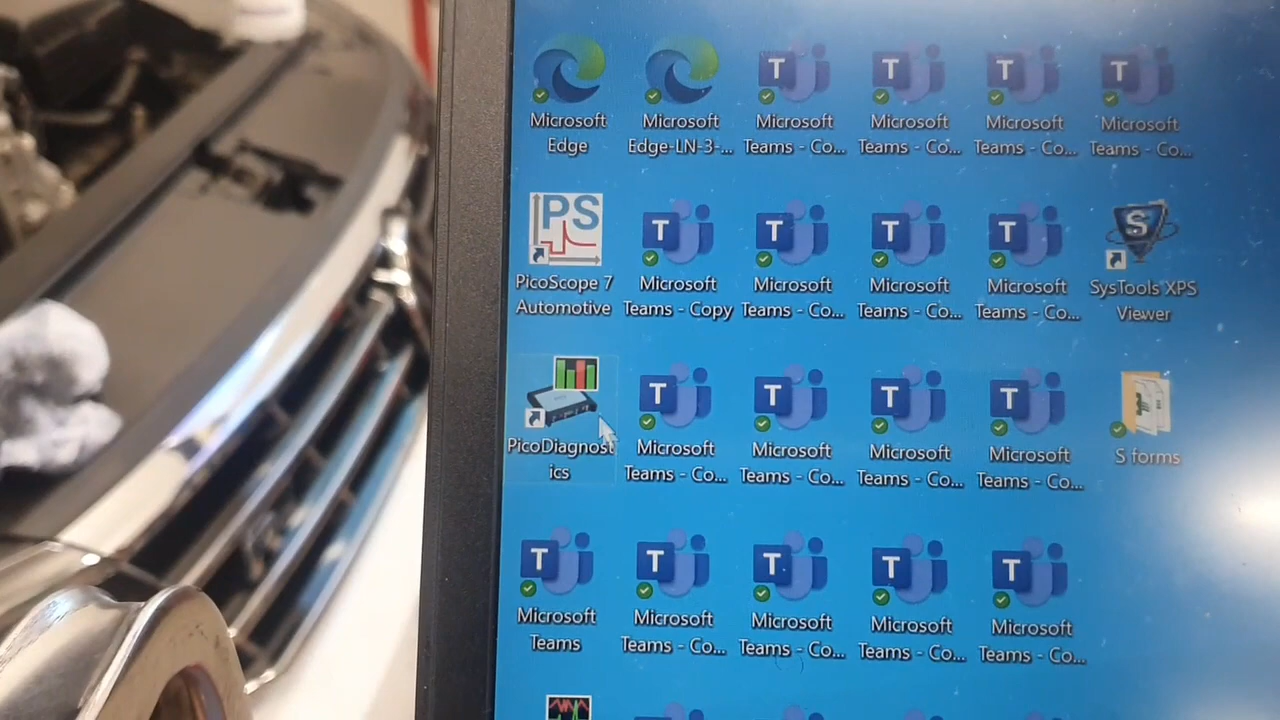 Microsoft
Edge
Microsoft
Edge-LN-3-...
T
Microsoft
Teams - Co...
T
Microsoft
Teams - Co...
T
Microsoft
Teams - Co...
T
Microsoft
Teams - Co...
PS
PicoScope 7
Automotive
T
Microsoft
Teams - Copy
T
Microsoft
Teams - Co...
T
Microsoft
Teams - Co...
T
Microsoft
Teams - Co...
S
SysTools XPS
Viewer
PicoDiagnost
ics
T
Microsoft
Teams - Co...
T
Microsoft
Teams - Co...
T
Microsoft
Teams - Co...
T
Microsoft
Teams - Co...
S forms
T
Microsoft
Teams
T
Microsoft
Teams - Co...
T
Microsoft
Teams - Co...
T
Microsoft
Teams - Co...
T
Microsoft
Teams - Co...